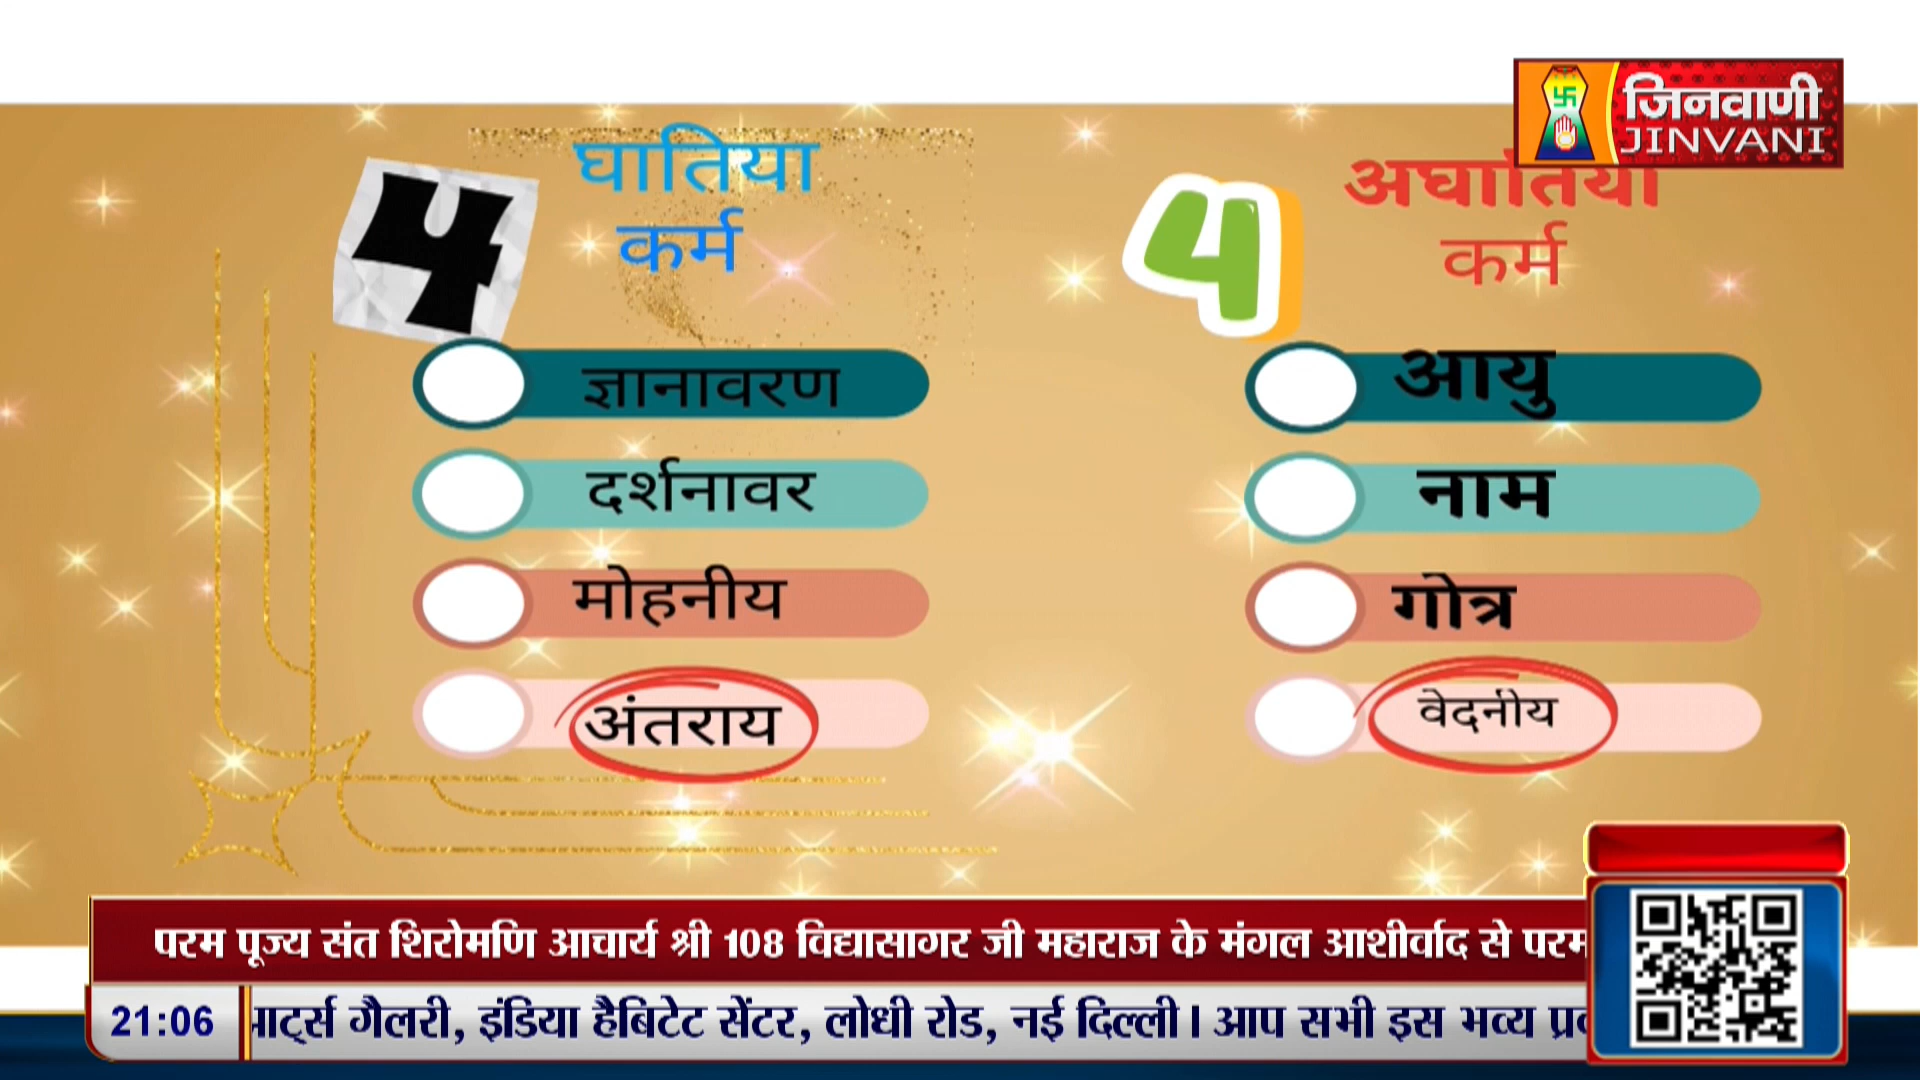 जिनवाणी
JINVANI
4
घातिया
कर्म
ज्ञानावरण
दर्शनावर
मोहनीय
अंतराय
4
अघातिया
कर्म
आयु
नाम
गोत्र
वेदनीय
परम पूज्य संत शिरोमणि आचार्य श्री 108 विद्यासागर जी महाराज के मंगल आशीर्वाद से परम
21:06
आर्ट्स गैलरी, इंडिया हैबिटेट सेंटर, लोधी रोड, नई दिल्ली। आप सभी इस भव्य